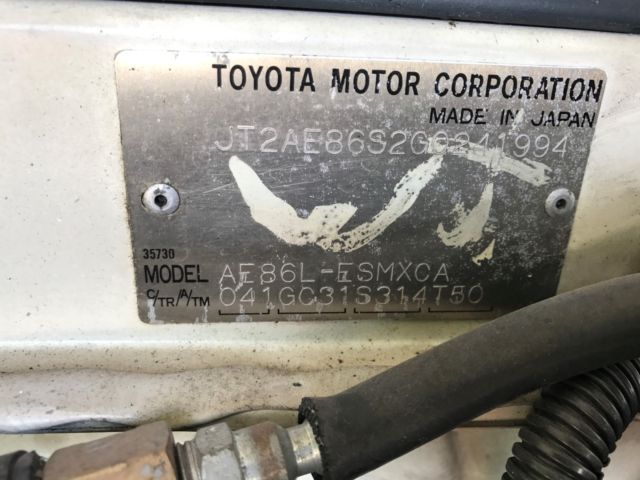 TOYOTA MOTOR CORPORATION
MADE IN JAPAN
JT2AE86S2G0241994
35730
MODEL AE86L-ESMXCA
C/TR/A/TM 041GC31S314T50